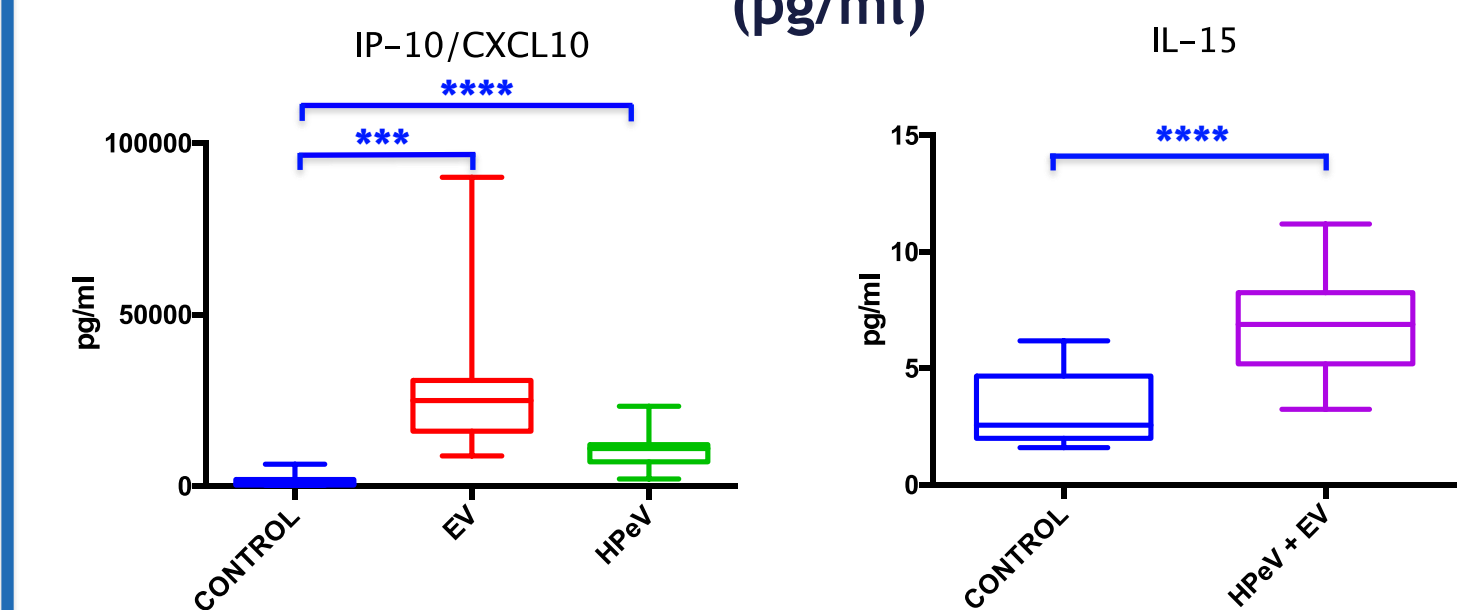 (pg/ml)
IP-10/CXCL10
****
***
100000
50000
0
pg/ml
CONTROL
EV
HPeV
IL-15
****
15
10
5
0
pg/ml
CONTROL
HPeV + EV